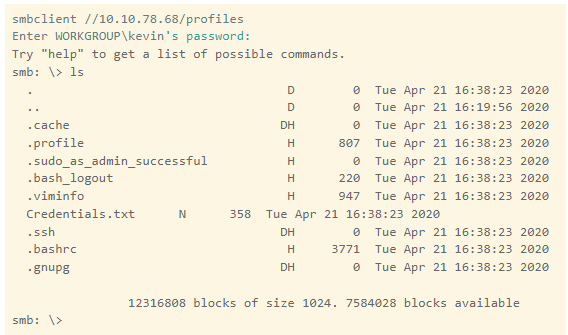 smbclient //10.10.78.68/profiles
Enter WORKGROUP\kevin's password:
Try "help" to get a list of possible commands.
smb: \> ls
  .                                   D        0  Tue Apr 21 16:38:23 2020
  ..                                  D        0  Tue Apr 21 16:19:56 2020
  .cache                             DH        0  Tue Apr 21 16:38:23 2020
  .profile                            H      807  Tue Apr 21 16:38:23 2020
  .sudo_as_admin_successful           H        0  Tue Apr 21 16:38:23 2020
  .bash_logout                        H      220  Tue Apr 21 16:38:23 2020
  .viminfo                            H      947  Tue Apr 21 16:38:23 2020
  Credentials.txt      N      358  Tue Apr 21 16:38:23 2020
  .ssh                               DH        0  Tue Apr 21 16:38:23 2020
  .bashrc                             H     3771  Tue Apr 21 16:38:23 2020
  .gnupg                             DH        0  Tue Apr 21 16:38:23 2020
                12316808 blocks of size 1024. 7584028 blocks available
smb: \>